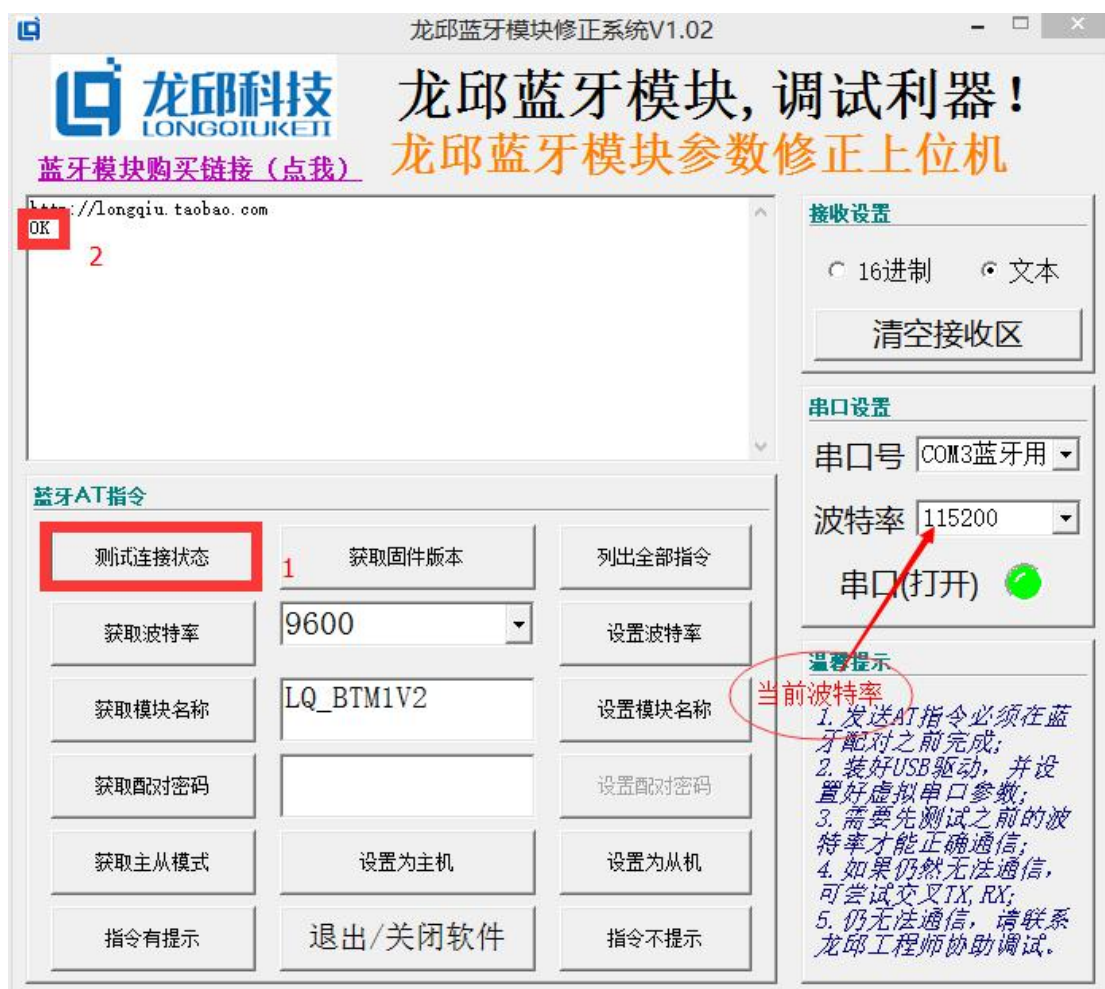 龙邱蓝牙模块修正系统V1.02
龙邱科技
LONGQIUKEJI
龙邱蓝牙模块,调试利器!
龙邱蓝牙模块参数修正上位机
蓝牙模块购买链接(点我)
http://longqiu.taobao.com
OK
2
接收设置
16进制
文本
清空接收区
串口设置
串口号
COM3蓝牙用
波特率
115200
串口(打开)
蓝牙AT指令
测试连接状态
1
获取固件版本
列出全部指令
获取波特率
9600
设置波特率
获取模块名称
LQ_BTM1V2
设置模块名称
获取配对密码
设置配对密码
获取主从模式
设置为主机
设置为从机
指令有提示
退出/关闭软件
指令不提示
温馨提示
当前波特率
1.发送AT指令必须在蓝
牙配对之前完成;
2.装好USB驱动,并设
置好虚拟串口参数;
3.需要先测试之前的波
特率才能正确通信;
4.如果仍然无法通信,
可尝试交叉TX,RX;
5.仍无法通信,请联系
龙邱工程师协助调试。